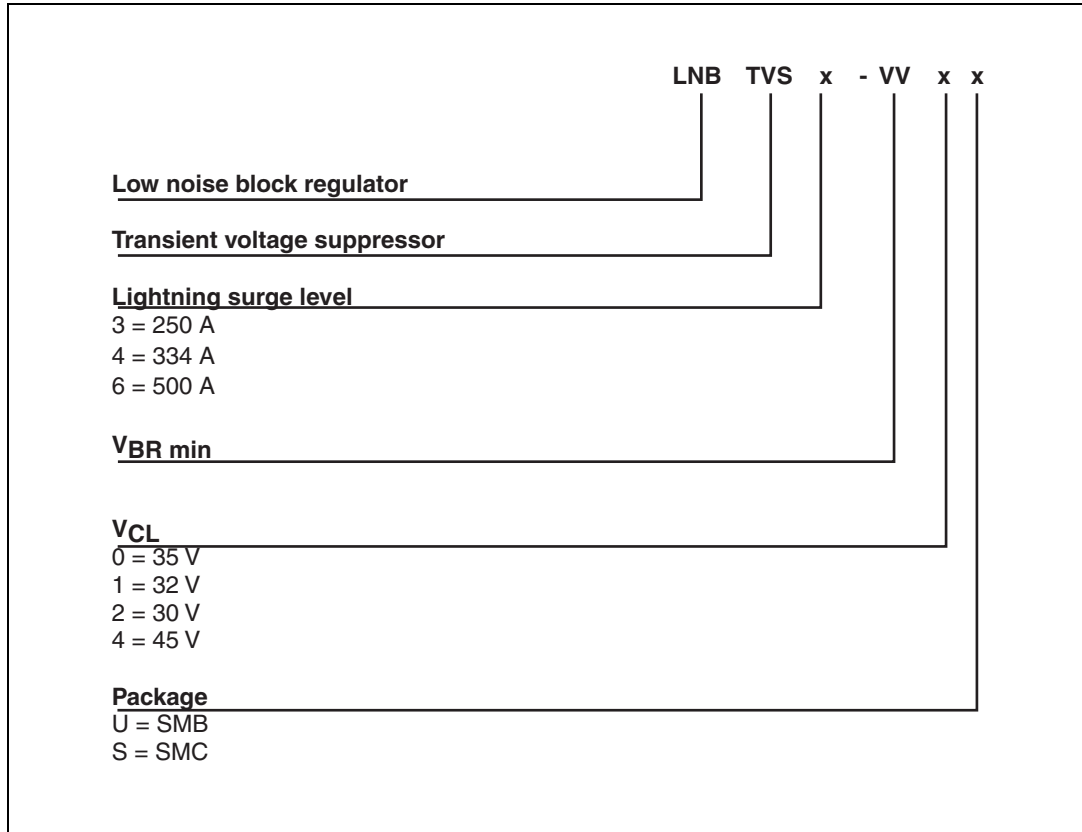 LNB TVS x - VV x x
Low noise block regulator
Transient voltage suppressor
Lightning surge level
3 = 250 A
4 = 334 A
6 = 500 A
VBR min
VCL
0 = 35 V
1 = 32 V
2 = 30 V
4 = 45 V
Package
U = SMB
S = SMC